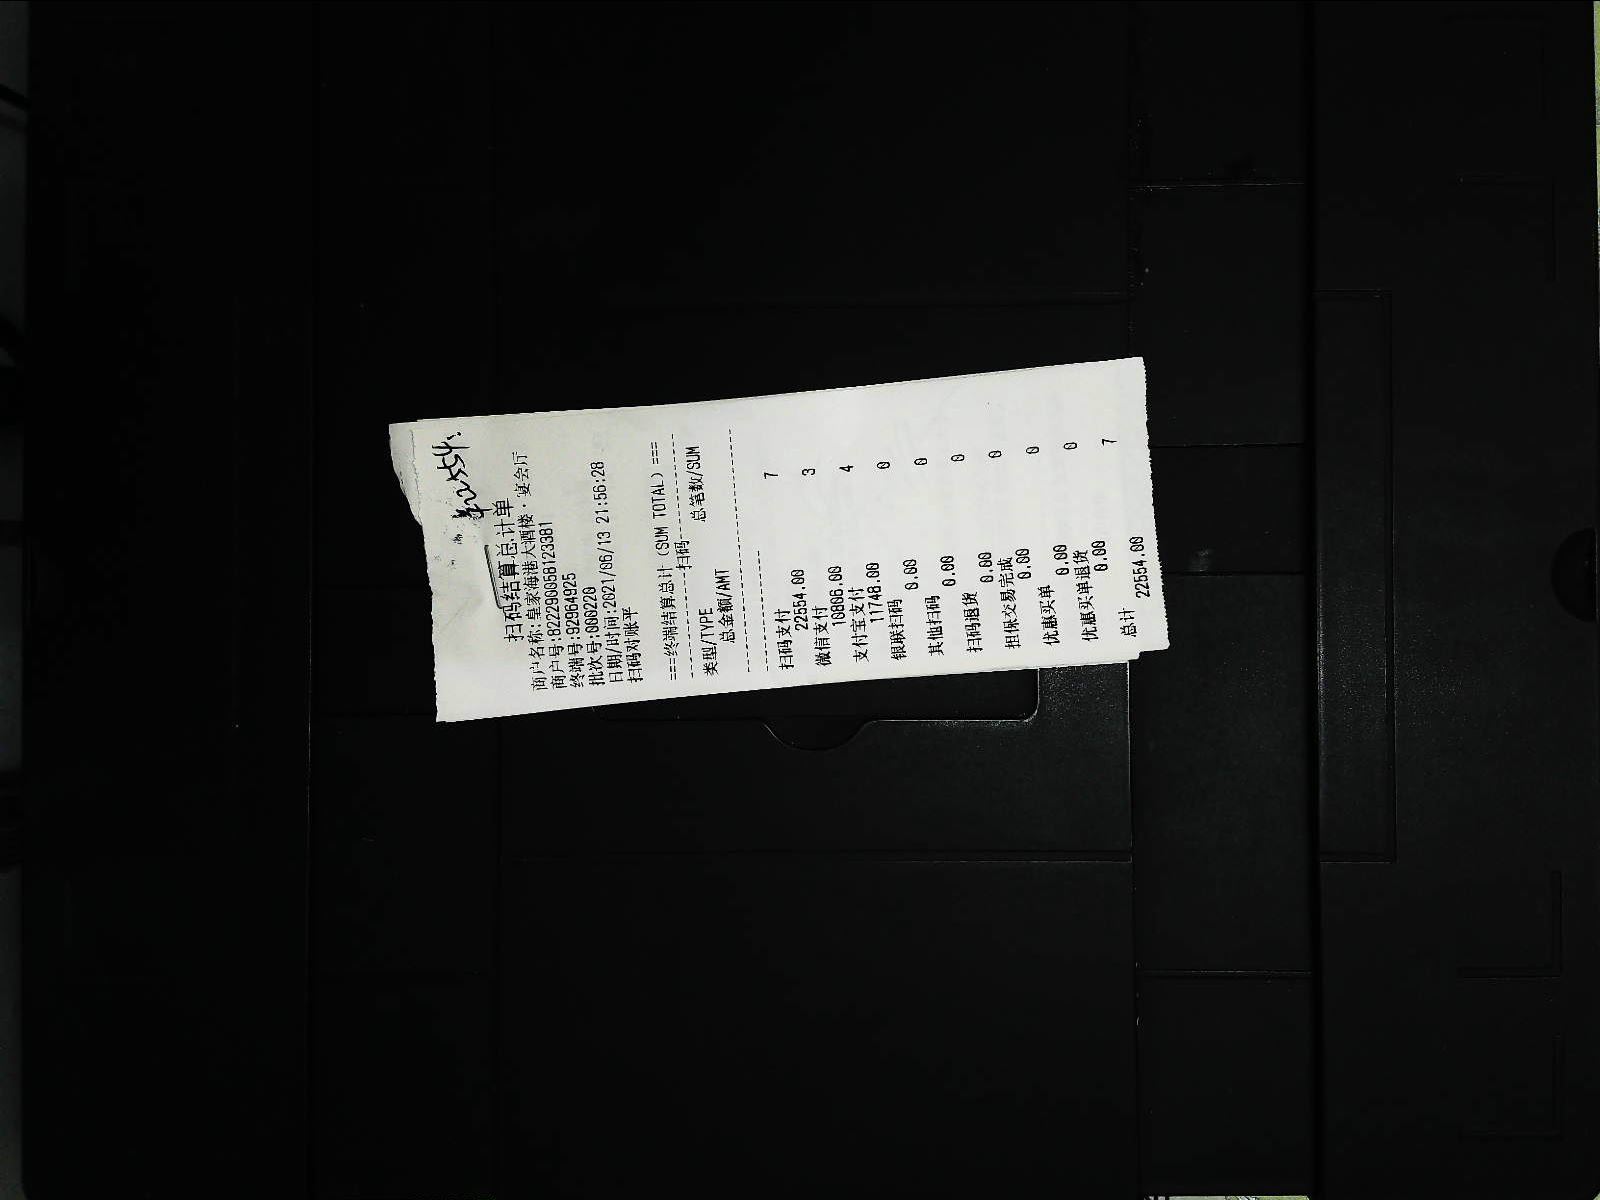 ¥22554.
扫码结算总计单
商户名称:皇家海港大酒楼·宴会厅
商户号:822290058123381
终端号:92964925
批次号:000220
日期/时间:2021/06/13 21:56:28
扫码对账平
===终端结算总计（SUM TOTAL）===
--------------扫码--------------
类型/TYPE 总笔数/SUM
总金额/AMT
扫码支付 7
22554.00
微信支付 3
10806.00
支付宝支付 4
11748.00
银联扫码 0
0.00
其他扫码 0
0.00
扫码退货 0
0.00
担保交易完成 0
0.00
优惠买单 0
0.00
优惠买单退货 0
0.00
总计 7
22554.00